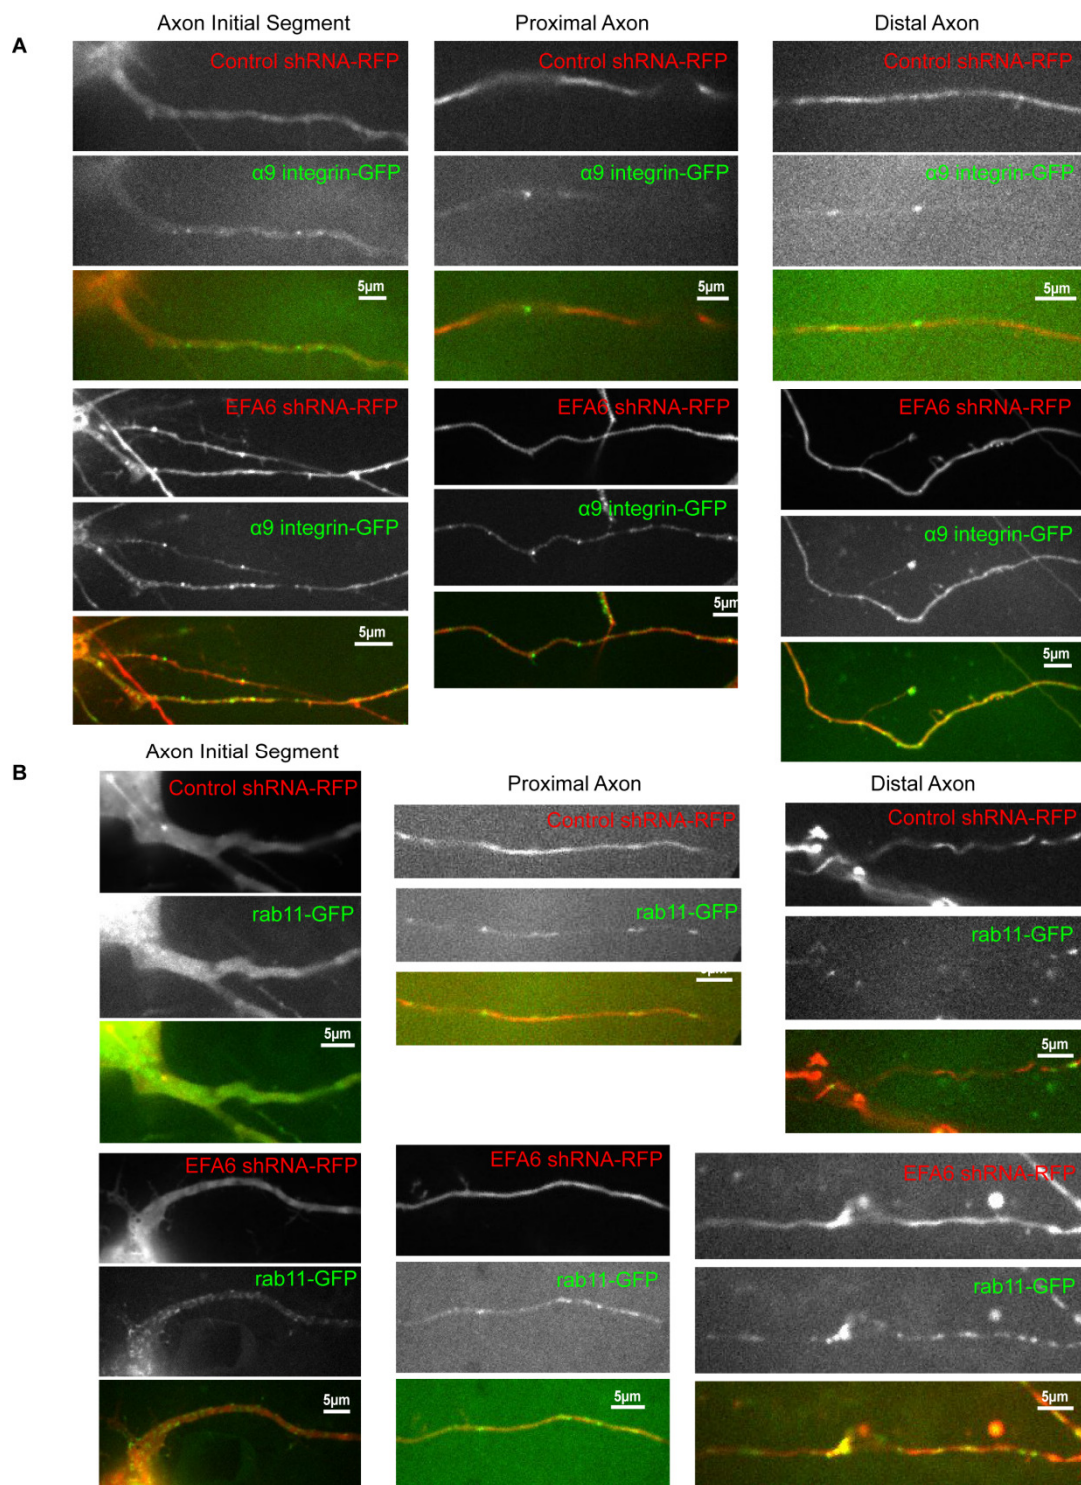 Axon Initial Segment
Proximal Axon
Distal Axon
A
Control shRNA-RFP
Control shRNA-RFP
Control shRNA-RFP
α9 integrin-GFP
α9 integrin-GFP
α9 integrin-GFP
5µm
5µm
5µm
EFA6 shRNA-RFP
EFA6 shRNA-RFP
EFA6 shRNA-RFP
α9 integrin-GFP
α9 integrin-GFP
α9 integrin-GFP
5µm
5µm
5µm
Axon Initial Segment
B
Proximal Axon
Distal Axon
Control shRNA-RFP
Control shRNA-RFP
Control shRNA-RFP
rab11-GFP
rab11-GFP
rab11-GFP
5µm
5µm
5µm
EFA6 shRNA-RFP
EFA6 shRNA-RFP
EFA6 shRNA-RFP
rab11-GFP
rab11-GFP
rab11-GFP
5µm
5µm
5µm